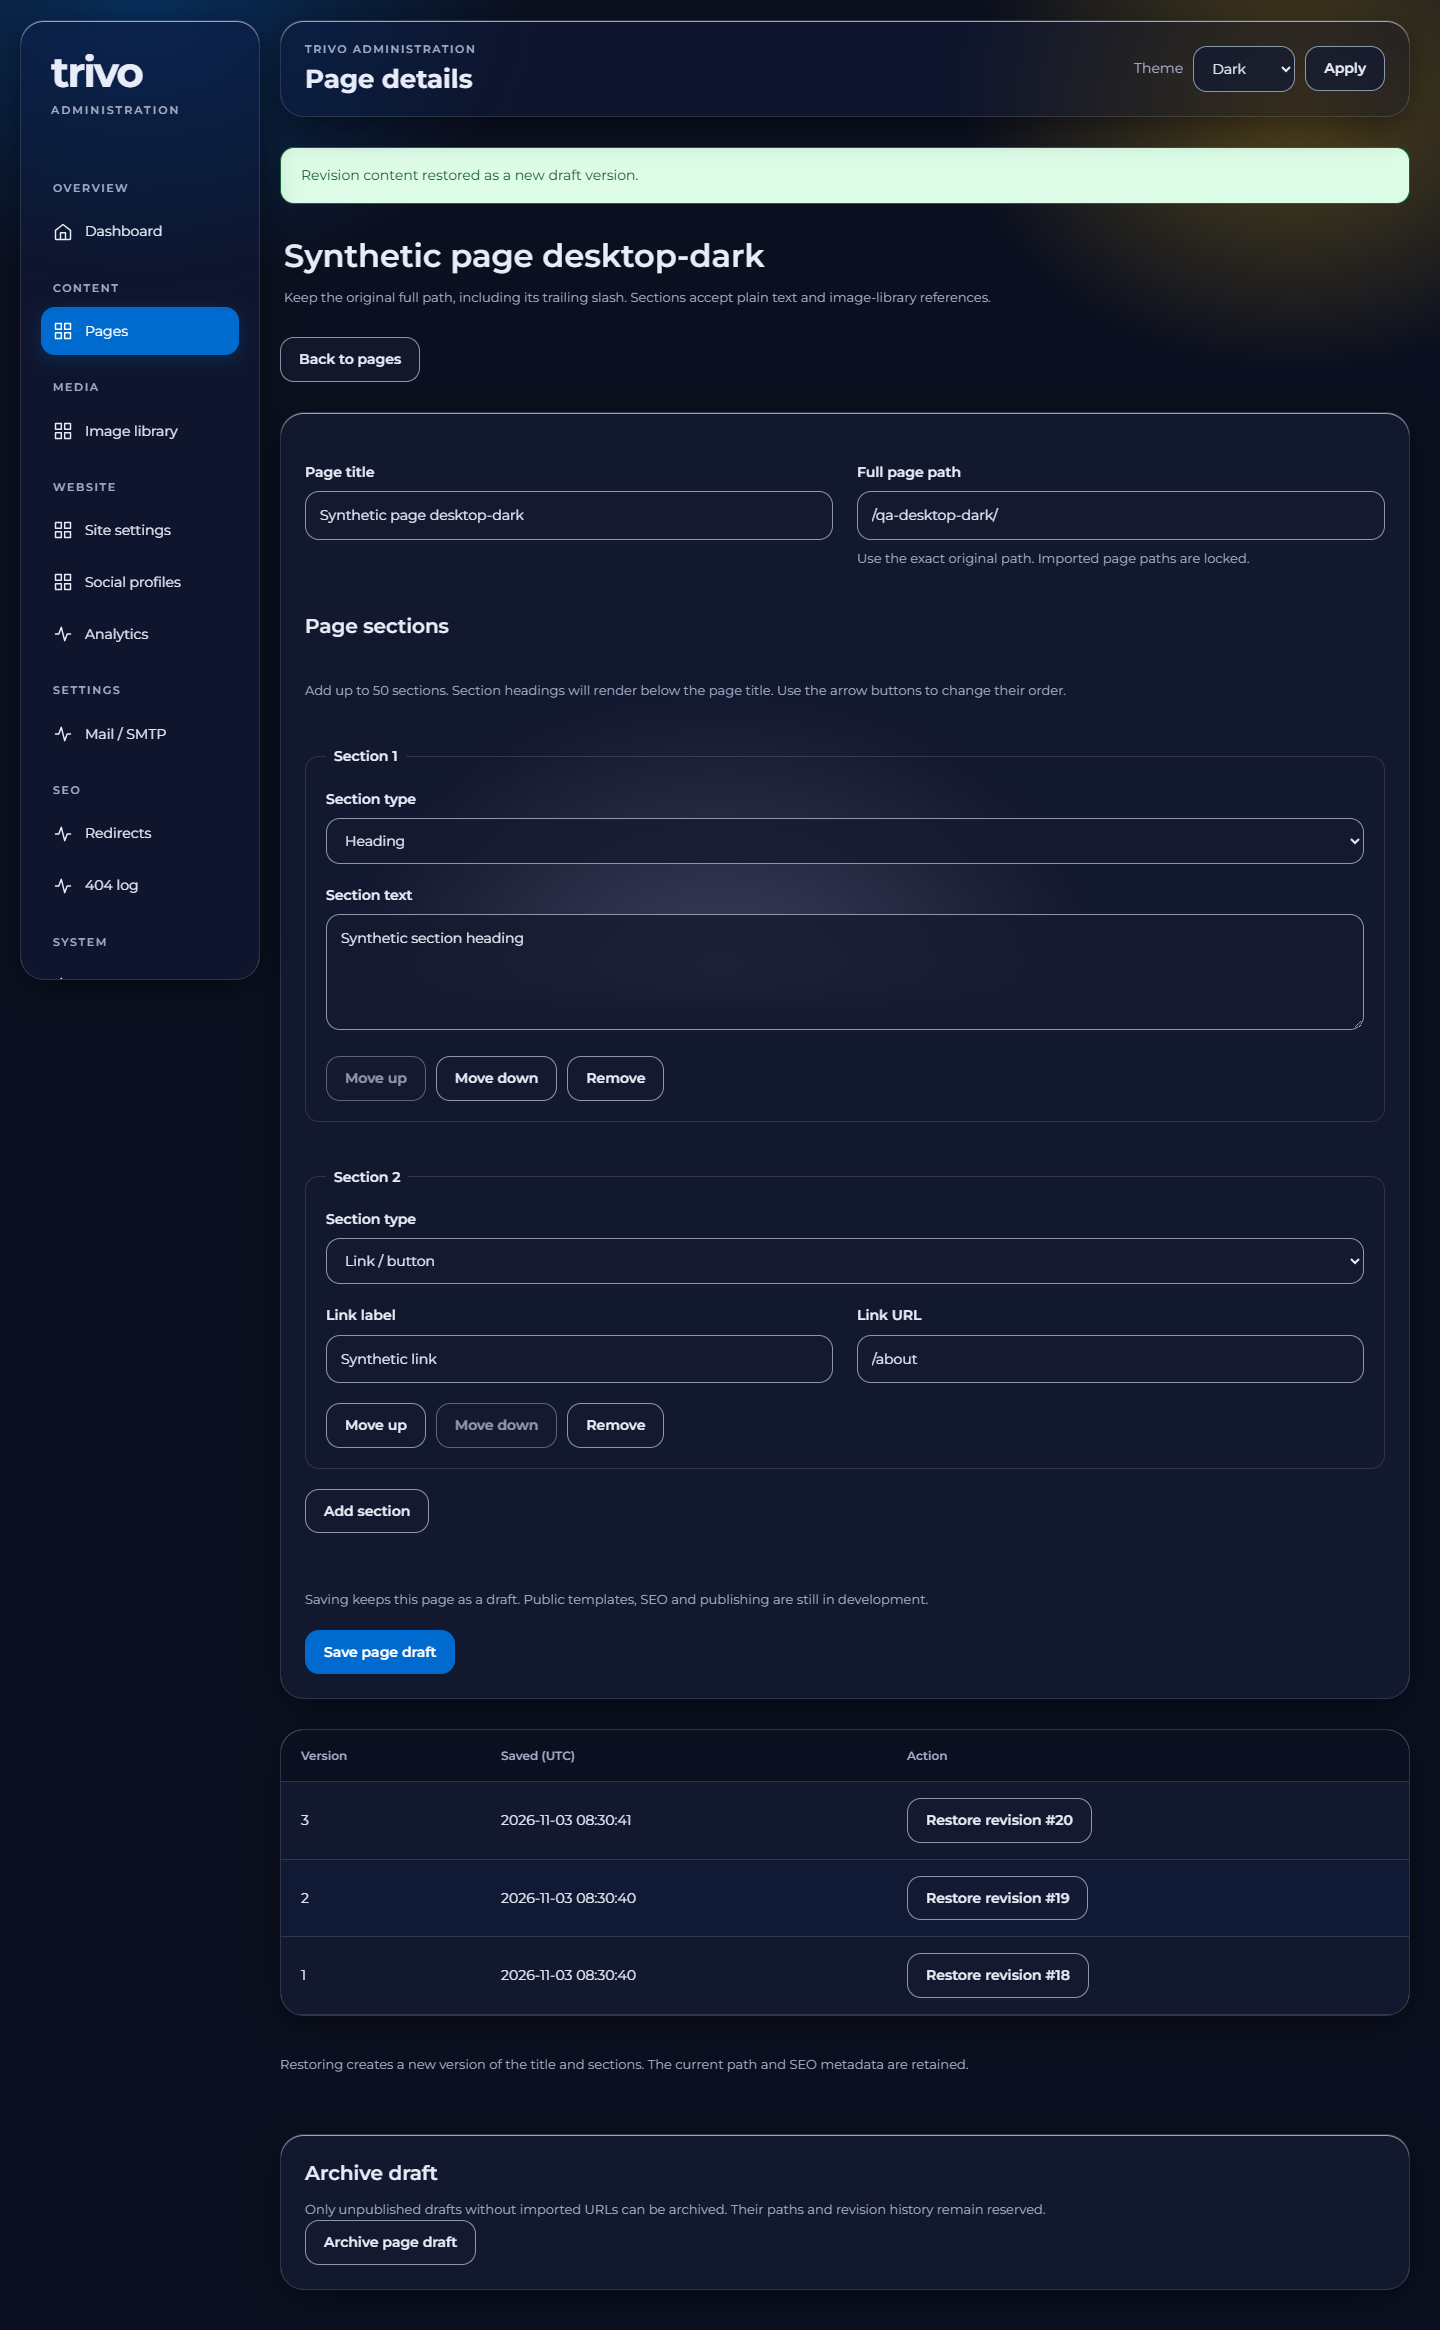 trivo
ADMINISTRATION
OVERVIEW
Dashboard
CONTENT
Pages
MEDIA
Image library
WEBSITE
Site settings
Social profiles
Analytics
SETTINGS
Mail / SMTP
SEO
Redirects
404 log
SYSTEM
TRIVO ADMINISTRATION
Page details
Theme
Dark
Apply
Revision content restored as a new draft version.
Synthetic page desktop-dark
Keep the original full path, including its trailing slash. Sections accept plain text and image-library references.
Back to pages
Page title
Synthetic page desktop-dark
Full page path
/qa-desktop-dark/
Use the exact original path. Imported page paths are locked.
Page sections
Add up to 50 sections. Section headings will render below the page title. Use the arrow buttons to change their order.
Section 1
Section type
Heading
Section text
Synthetic section heading
Move up
Move down
Remove
Section 2
Section type
Link / button
Link label
Synthetic link
Link URL
/about
Move up
Move down
Remove
Add section
Saving keeps this page as a draft. Public templates, SEO and publishing are still in development.
Save page draft
Version Saved (UTC) Action
3 2026-11-03 08:30:41 Restore revision #20
2 2026-11-03 08:30:40 Restore revision #19
1 2026-11-03 08:30:40 Restore revision #18
Restoring creates a new version of the title and sections. The current path and SEO metadata are retained.
Archive draft
Only unpublished drafts without imported URLs can be archived. Their paths and revision history remain reserved.
Archive page draft